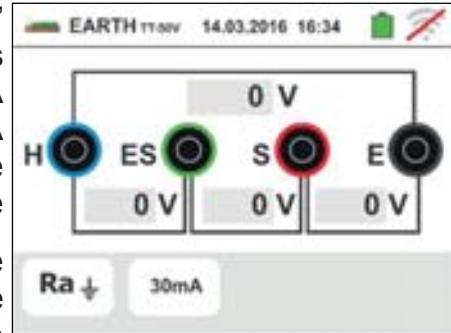 EARTH TT-50V 14.03.2016 16:34
0 V
H ES S E
0 V 0 V 0 V
Ra 30mA